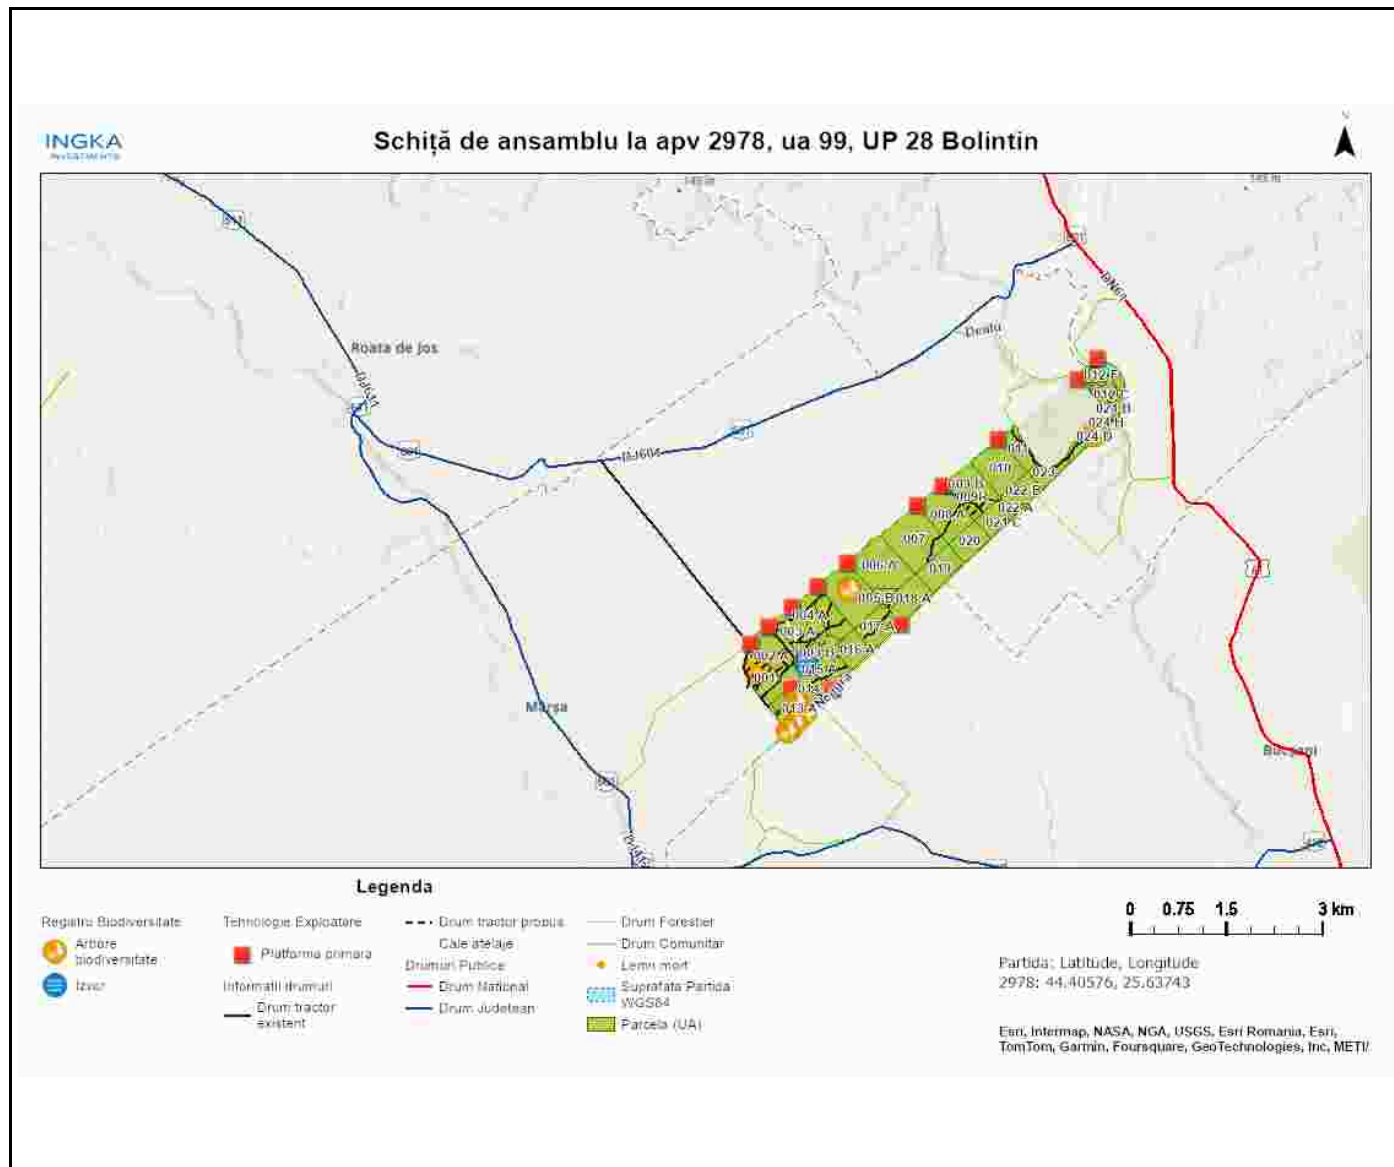 INGKA
INVESTMENTS
Schiță de ansamblu la apv 2978, ua 99, UP 28 Bolintin
N
Roata de Jos
DJ611
DJ601
Dealu
DN61
012 F
024 H
024 D
011
010
023
022 B
022 A
009 B
008 A
007
020
019
006 A
005 B
018 A
004 A
017 A
003 A
016 A
002 A
015 A
001
014
013 A
Neajra
Mârșa
Bucșani
Legenda
Registru Biodiversitate
Arbore
biodiversitate
Izvor
Tehnologie Exploatare
Platforma primara
Informatii drumuri
Drum tractor
existent
Drum tractor propus
Cale atelaje
Drumuri Publice
Drum National
Drum Judetean
Drum Forestier
Drum Comunitar
Lemn mort
Suprafata Partida
WGS84
Parcela (UA)
0 0.75 1.5 3 km
Partida: Latitude, Longitude
2978: 44.40576, 25.63743
Esri, Intermap, NASA, NGA, USGS, Esri Romania, Esri,
TomTom, Garmin, Foursquare, GeoTechnologies, Inc, METI/